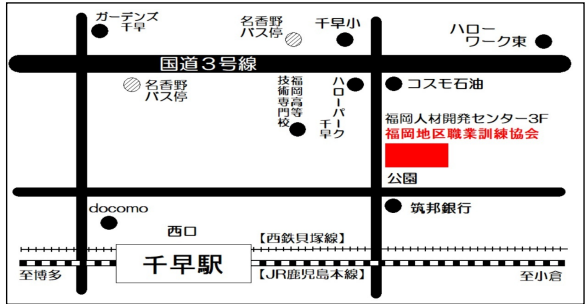 ガーデンズ
千早
名香野
バス停
千早小
ハロー
ワーク東
国道3号線
名香野
バス停
福岡高等
技術専門校
ハローパーク
千早
コスモ石油
福岡人材開発センター3F
福岡地区職業訓練協会
公園
docomo
西口
筑邦銀行
【西鉄貝塚線】
千早駅
至博多
【JR鹿児島本線】
至小倉